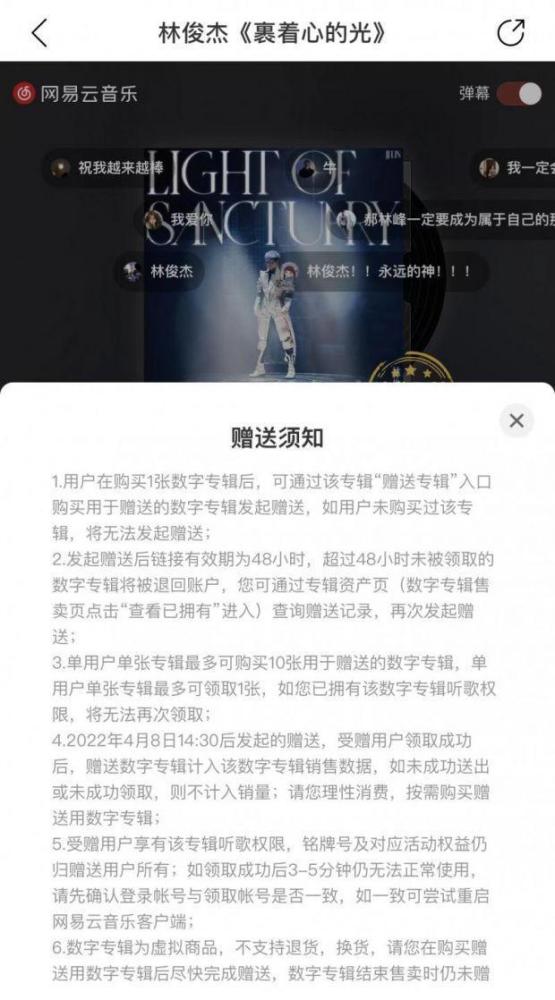 林俊杰《裹着心的光》
网易云音乐
弹幕
祝我越来越棒
牛
我一定会
LIGHT OF
JJ LIN
我爱你
郝林峰一定要成为属于自己的那
SANCTUARY
林俊杰
林俊杰！！永远的神！！！
赠送须知
1.用户在购买1张数字专辑后，可通过该专辑“赠送专辑”入口
购买用于赠送的数字专辑发起赠送，如用户未购买过该专
辑，将无法发起赠送；
2.发起赠送后链接有效期为48小时，超过48小时未被领取的
数字专辑将被退回账户，您可通过专辑资产页（数字专辑售
卖页点击“查看已拥有”进入）查询赠送记录，再次发起赠
送；
3.单用户单张专辑最多可购买10张用于赠送的数字专辑，单
用户单张专辑最多可领取1张，如您已拥有该数字专辑听歌权
限，将无法再次领取；
4.2022年4月8日14:30后发起的赠送，受赠用户领取成功
后，赠送数字专辑计入该数字专辑销售数据，如未成功送出
或未成功领取，则不计入销量；请您理性消费，按需购买赠
送用数字专辑；
5.受赠用户享有该专辑听歌权限，铭牌号及对应活动权益仍
归赠送用户所有；如领取成功后3-5分钟仍无法正常使用，
请先确认登录帐号与领取帐号是否一致，如一致可尝试重启
网易云音乐客户端；
6.数字专辑为虚拟商品，不支持退货，换货，请您在购买赠
送用数字专辑后尽快完成赠送，数字专辑结束售卖时仍未赠